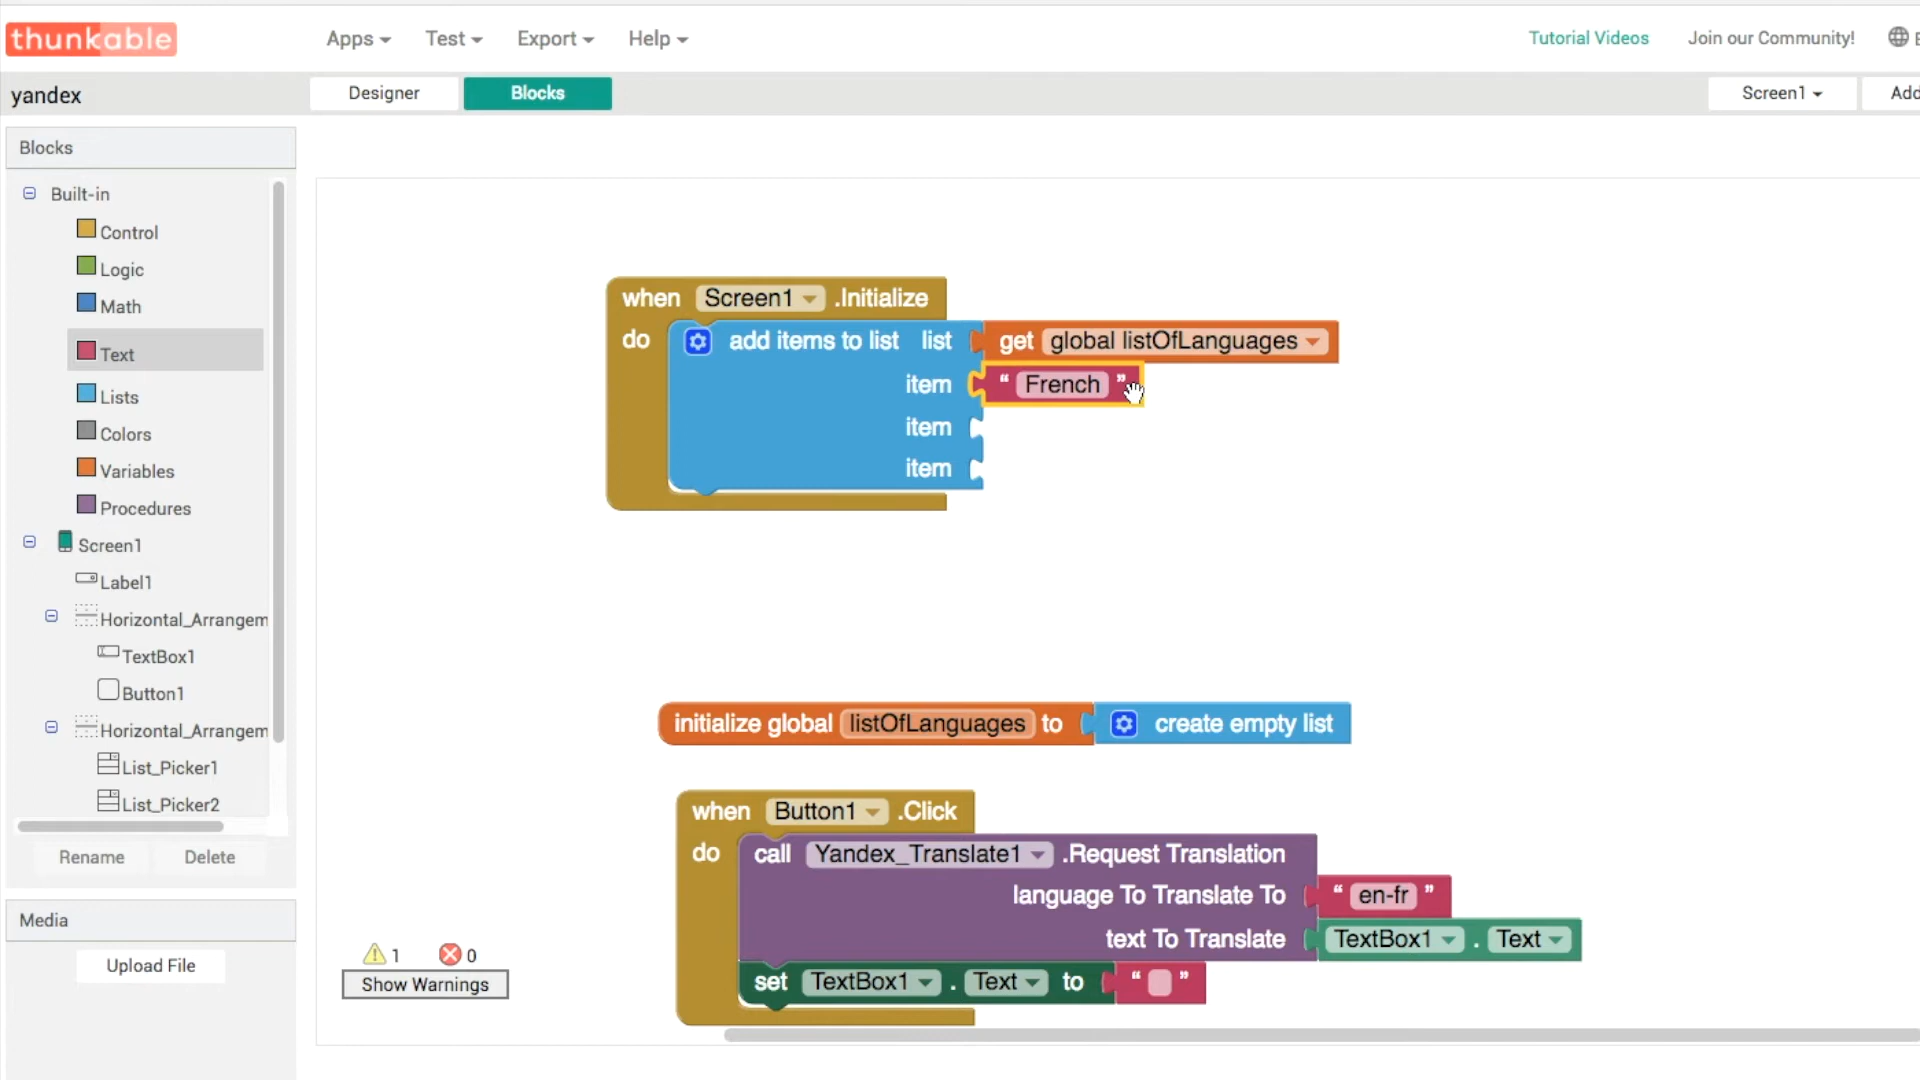 thunkable
Apps Test Export Help Tutorial Videos Join our Community!
yandex Designer Blocks Screen1 Add
Blocks
Built-in
Control
Logic
Math
Text
Lists
Colors
Variables
Procedures
Screen1
Label1
Horizontal_Arrangem
TextBox1
Button1
Horizontal_Arrangem
List_Picker1
List_Picker2
Rename Delete
Media
Upload File
when Screen1 .Initialize
do add items to list list get global listOfLanguages
item “ French ”
item
item
initialize global listOfLanguages to create empty list
when Button1 .Click
do call Yandex_Translate1 .Request Translation
language To Translate To “ en-fr ”
text To Translate TextBox1 . Text
set TextBox1 . Text to “ ”
1 0
Show Warnings